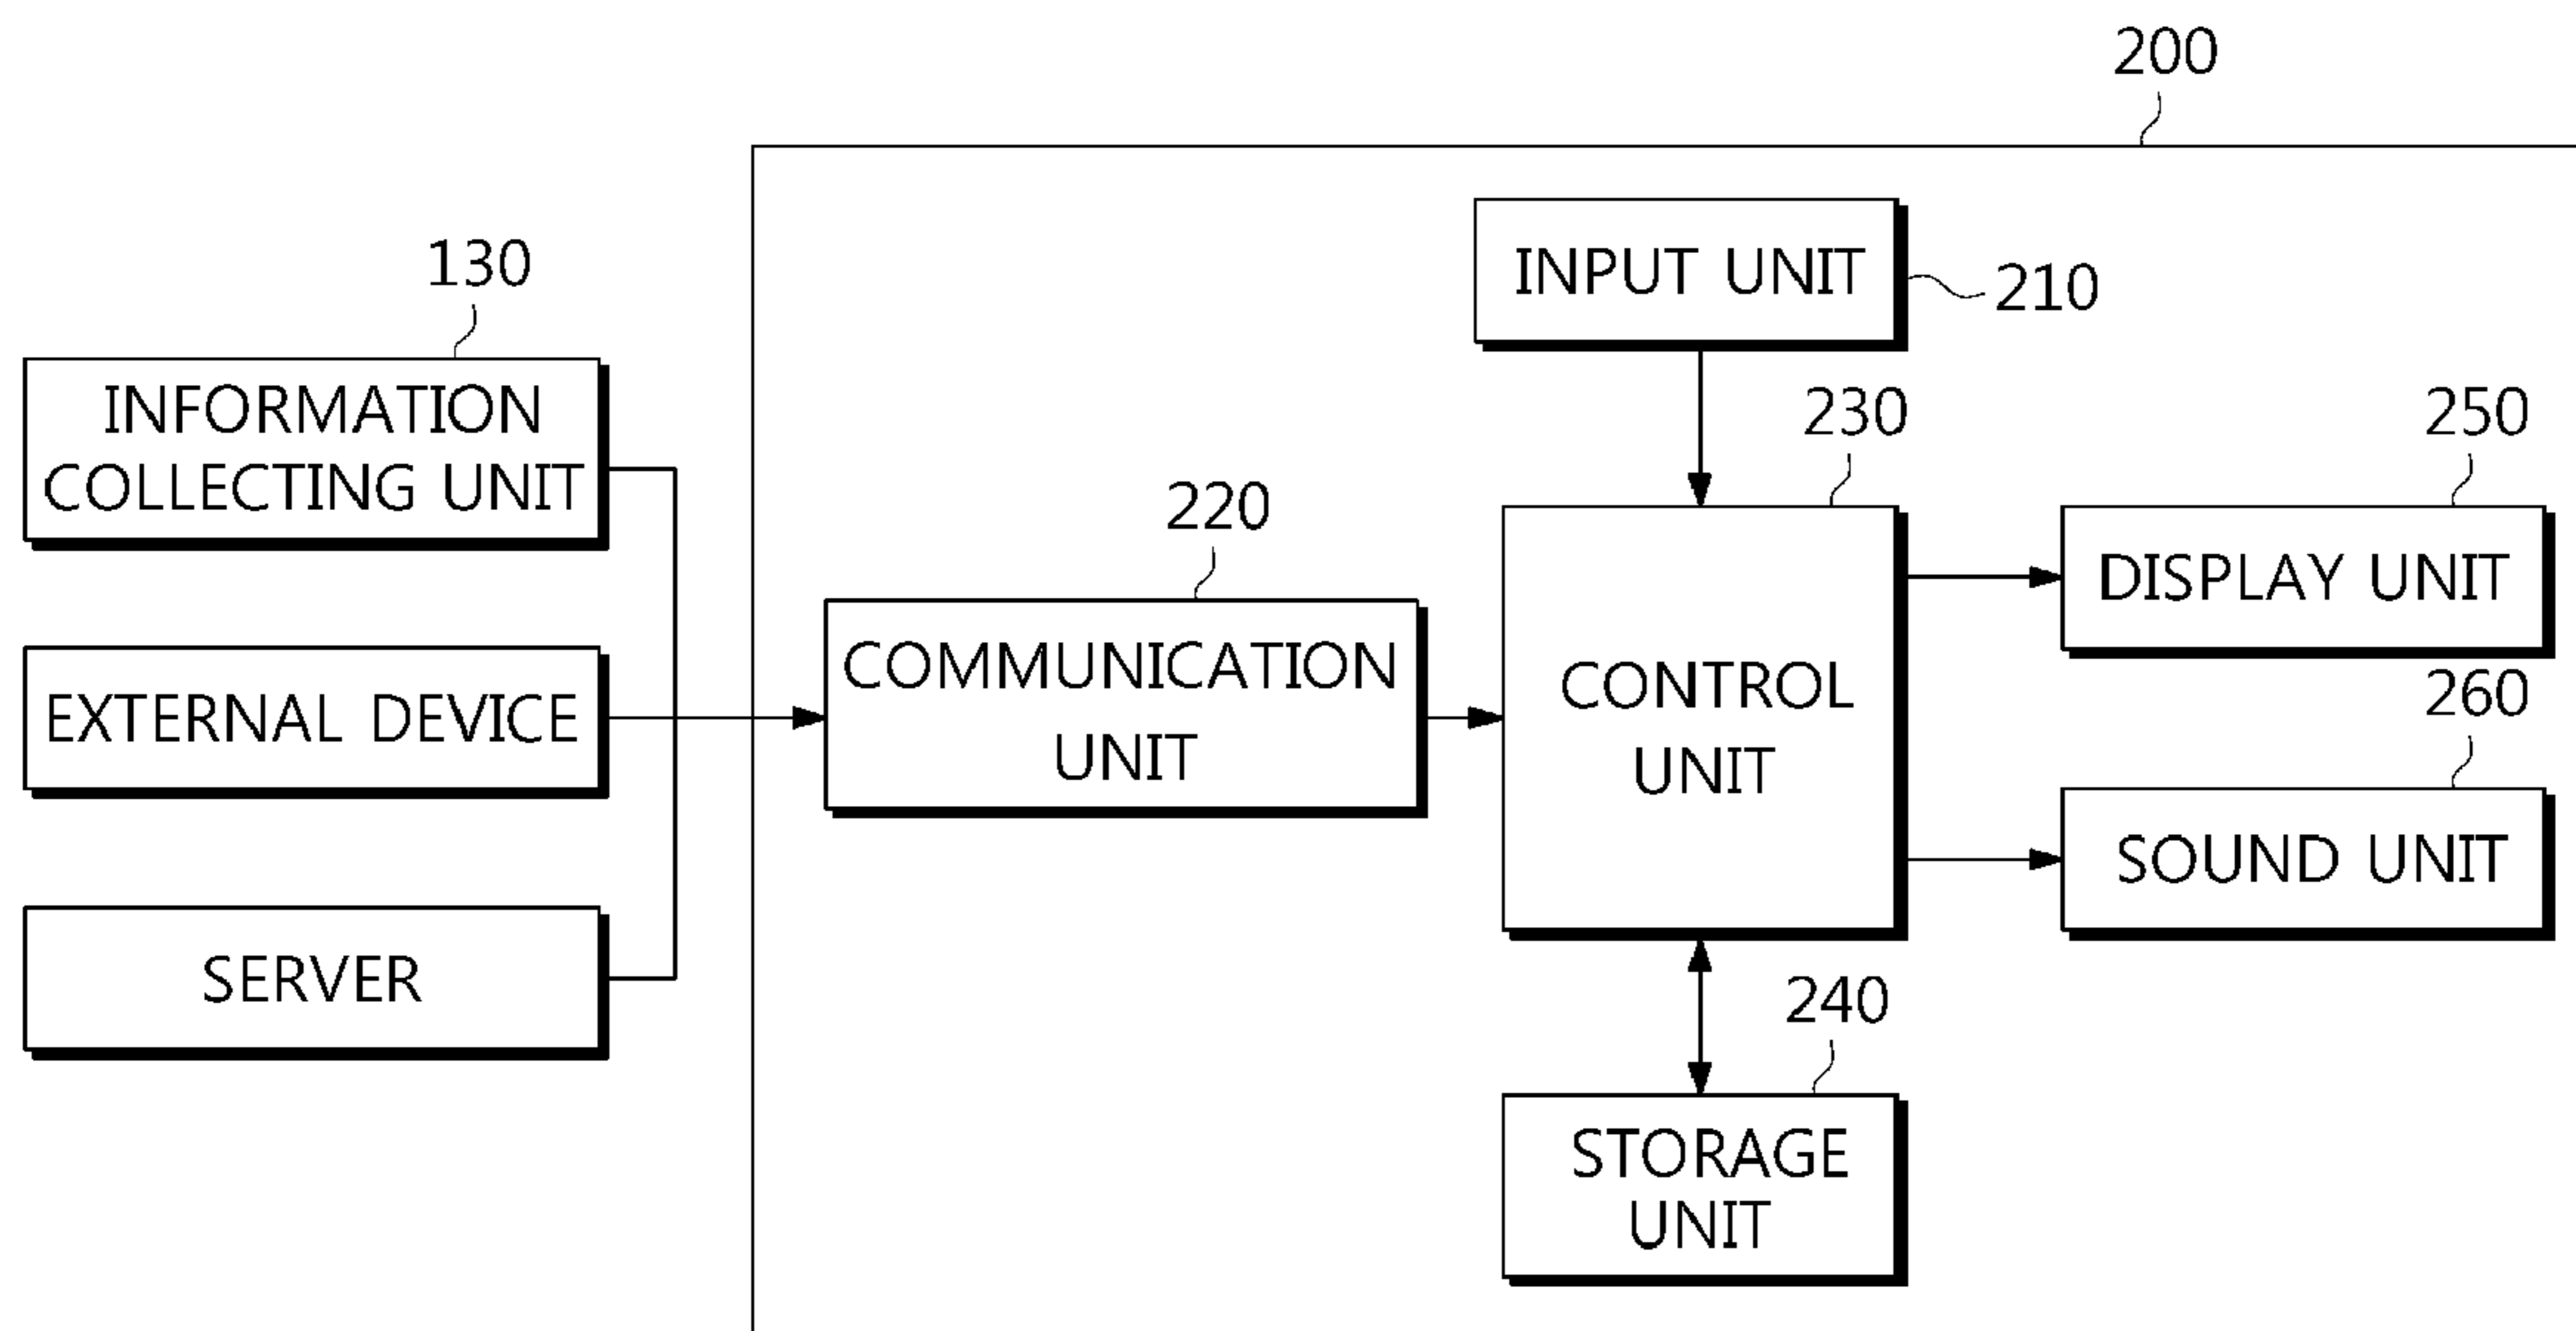 200
130
INPUT UNIT
210
INFORMATION
COLLECTING UNIT
230
250
220
DISPLAY UNIT
COMMUNICATION
UNIT
CONTROL
UNIT
EXTERNAL DEVICE
260
SOUND UNIT
SERVER
240
STORAGE
UNIT